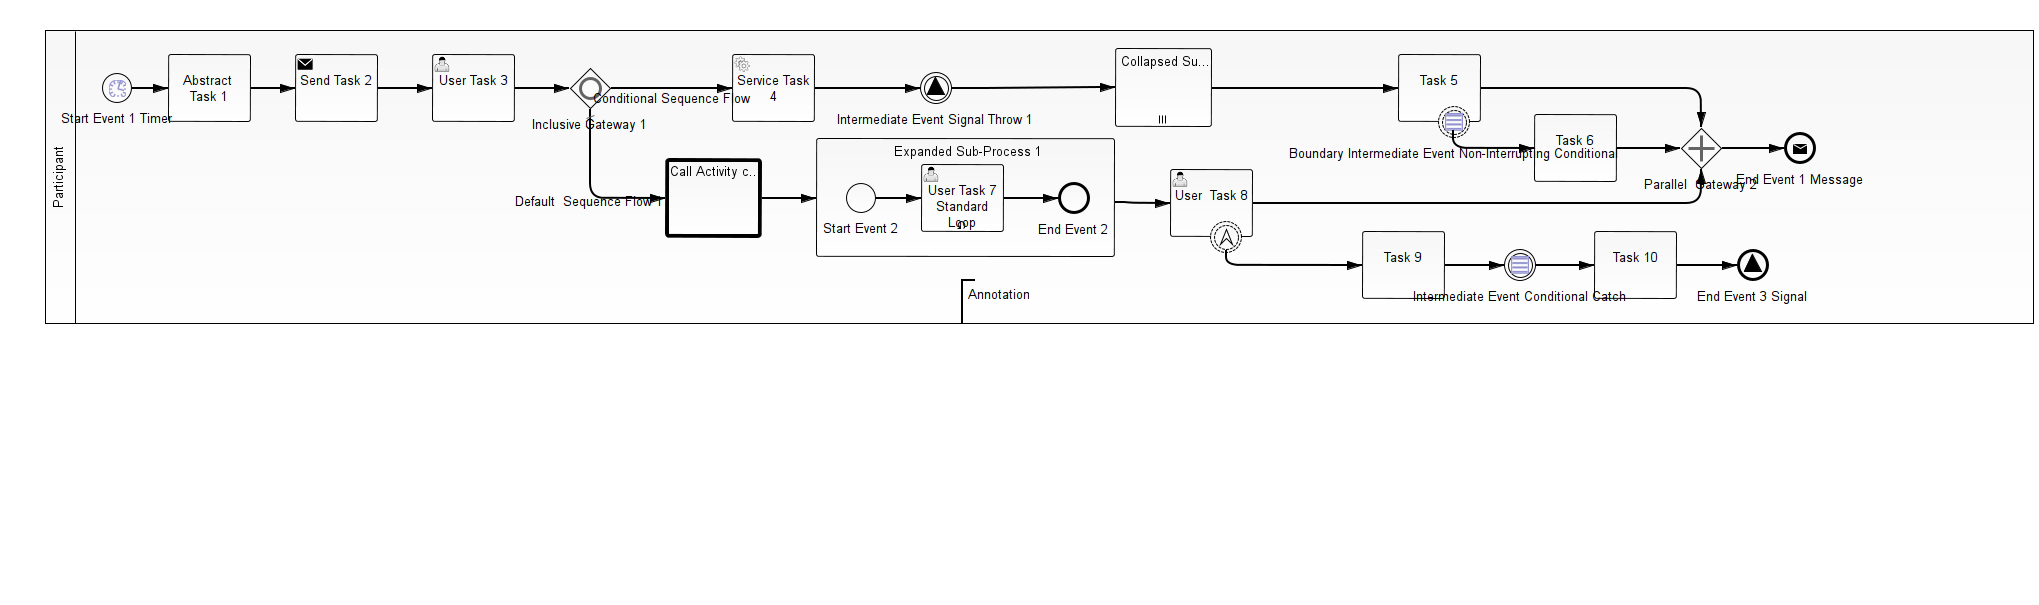 Participant
Start Event 1 Timer
Abstract
Task 1
Send Task 2
User Task 3
Inclusive Gateway 1
Conditional Sequence Flow
Service Task
4
Intermediate Event Signal Throw 1
Collapsed Su...
Task 5
Boundary Intermediate Event Non-Interrupting Conditional
Task 6
Parallel  Gateway 2
End Event 1 Message
Default  Sequence Flow 1
Call Activity c...
Expanded Sub-Process 1
Start Event 2
User Task 7
Standard
Loop
End Event 2
User  Task 8
Task 9
Intermediate Event Conditional Catch
Task 10
End Event 3 Signal
Annotation